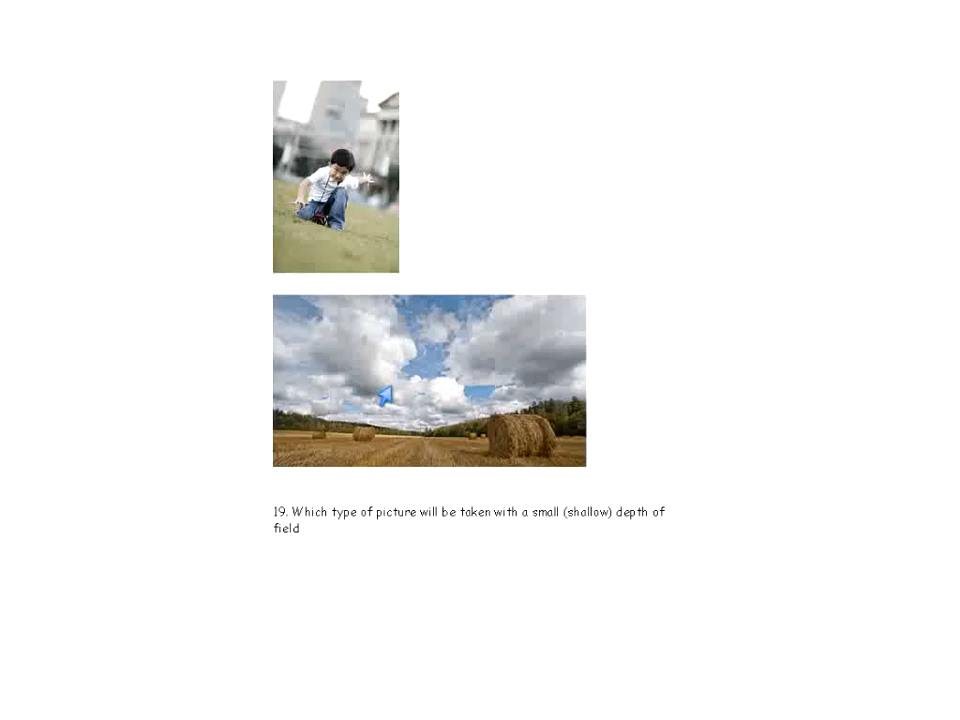 19. Which type of picture will be taken with a small (shallow) depth of
field